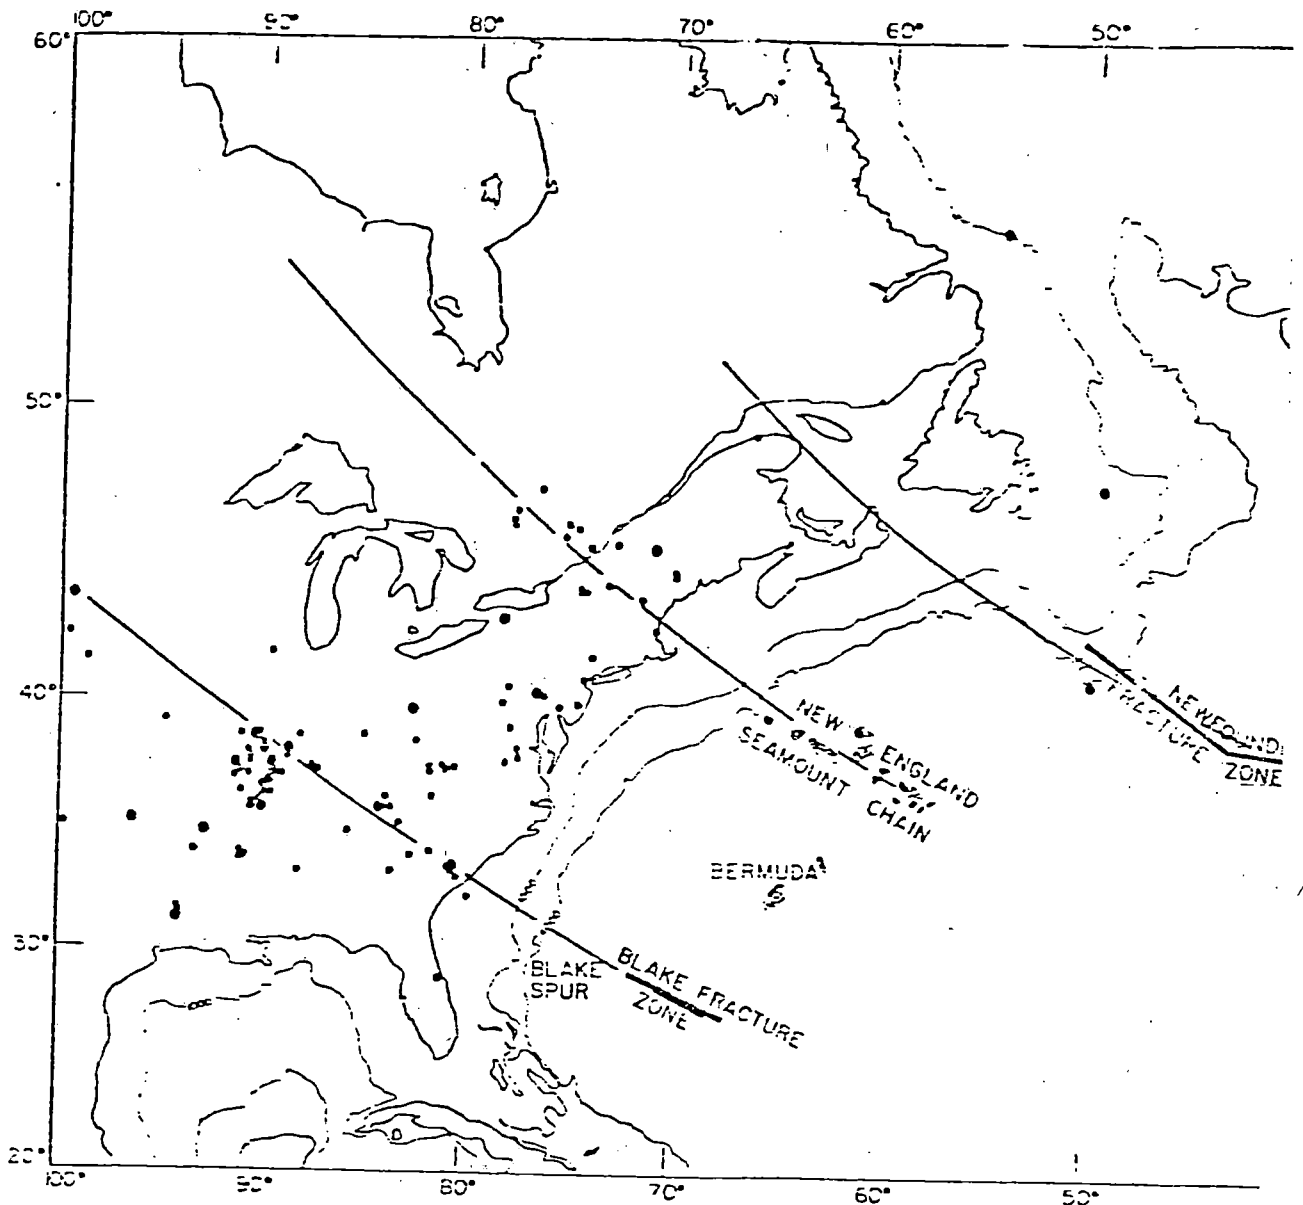 100° 90° 80° 70° 60° 50°
60°
50°
40°
30°
20°
NEW ENGLAND
SEAMOUNT CHAIN
NEWFOUND
FRACTURE ZONE
BERMUDA
BLAKE
SPUR
BLAKE FRACTURE
ZONE
100° 90° 80° 70° 60° 50°